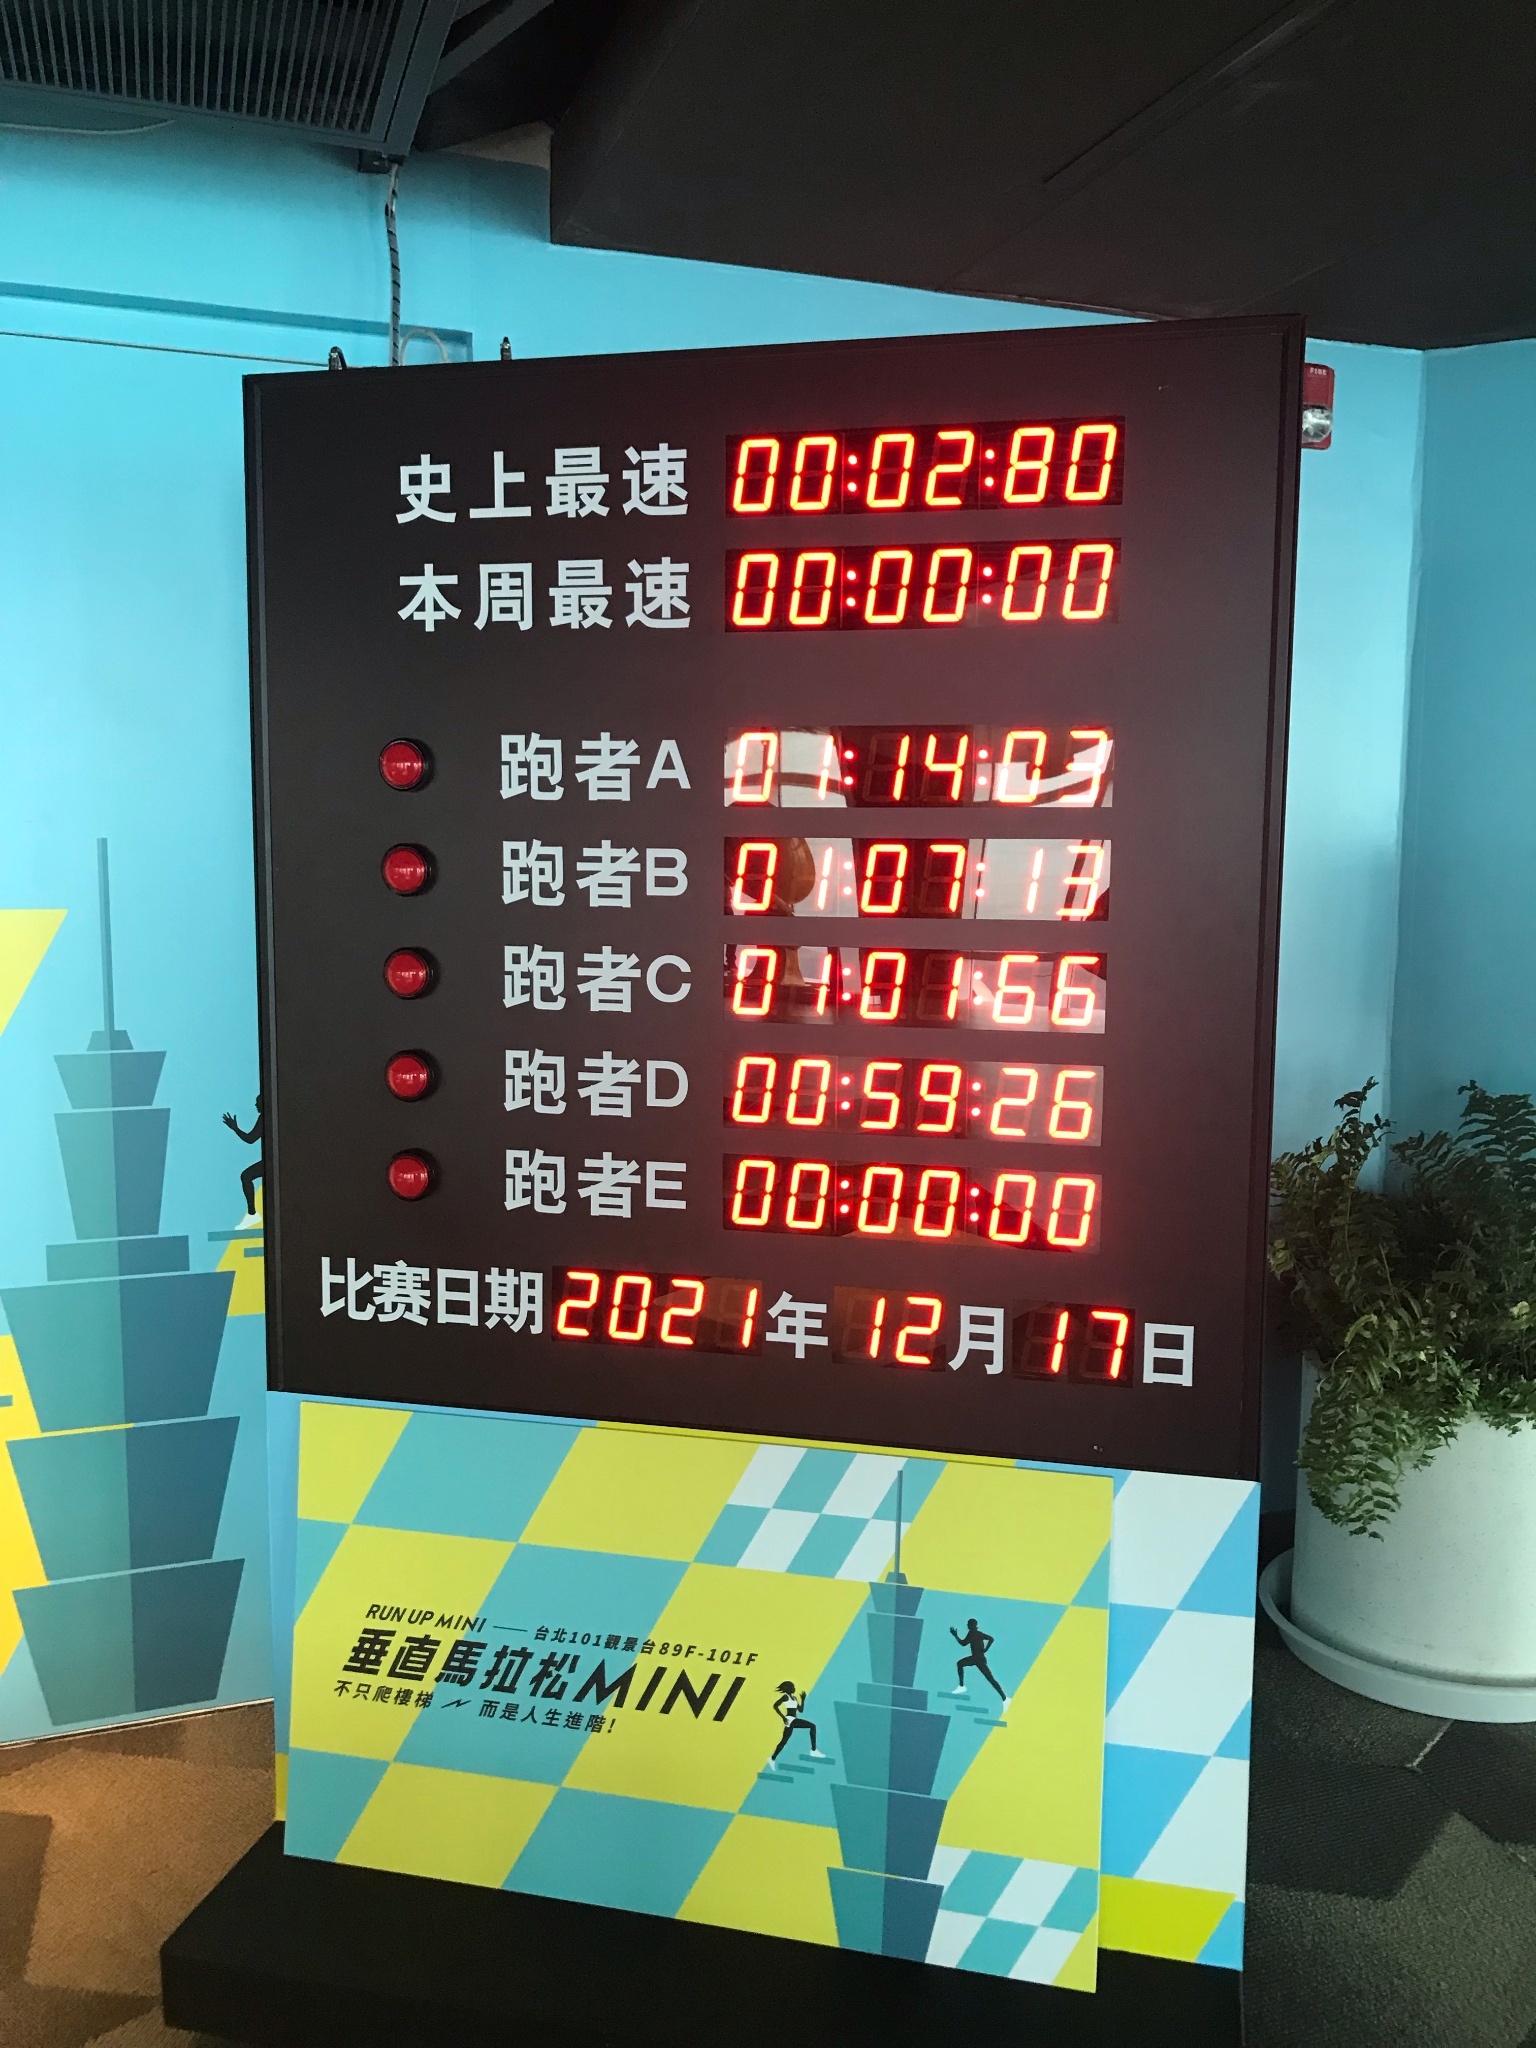 史上最速 00:02:80
本周最速 00:00:00
跑者A 01:14:03
跑者B 01:07:13
跑者C 01:01:66
跑者D 00:59:26
跑者E 00:00:00
比赛日期 2021年 12月 17日
RUN UP MINI — 台北101觀景台89F-101F
垂直馬拉松MINI
不只爬樓梯 而是人生進階!
FIRE